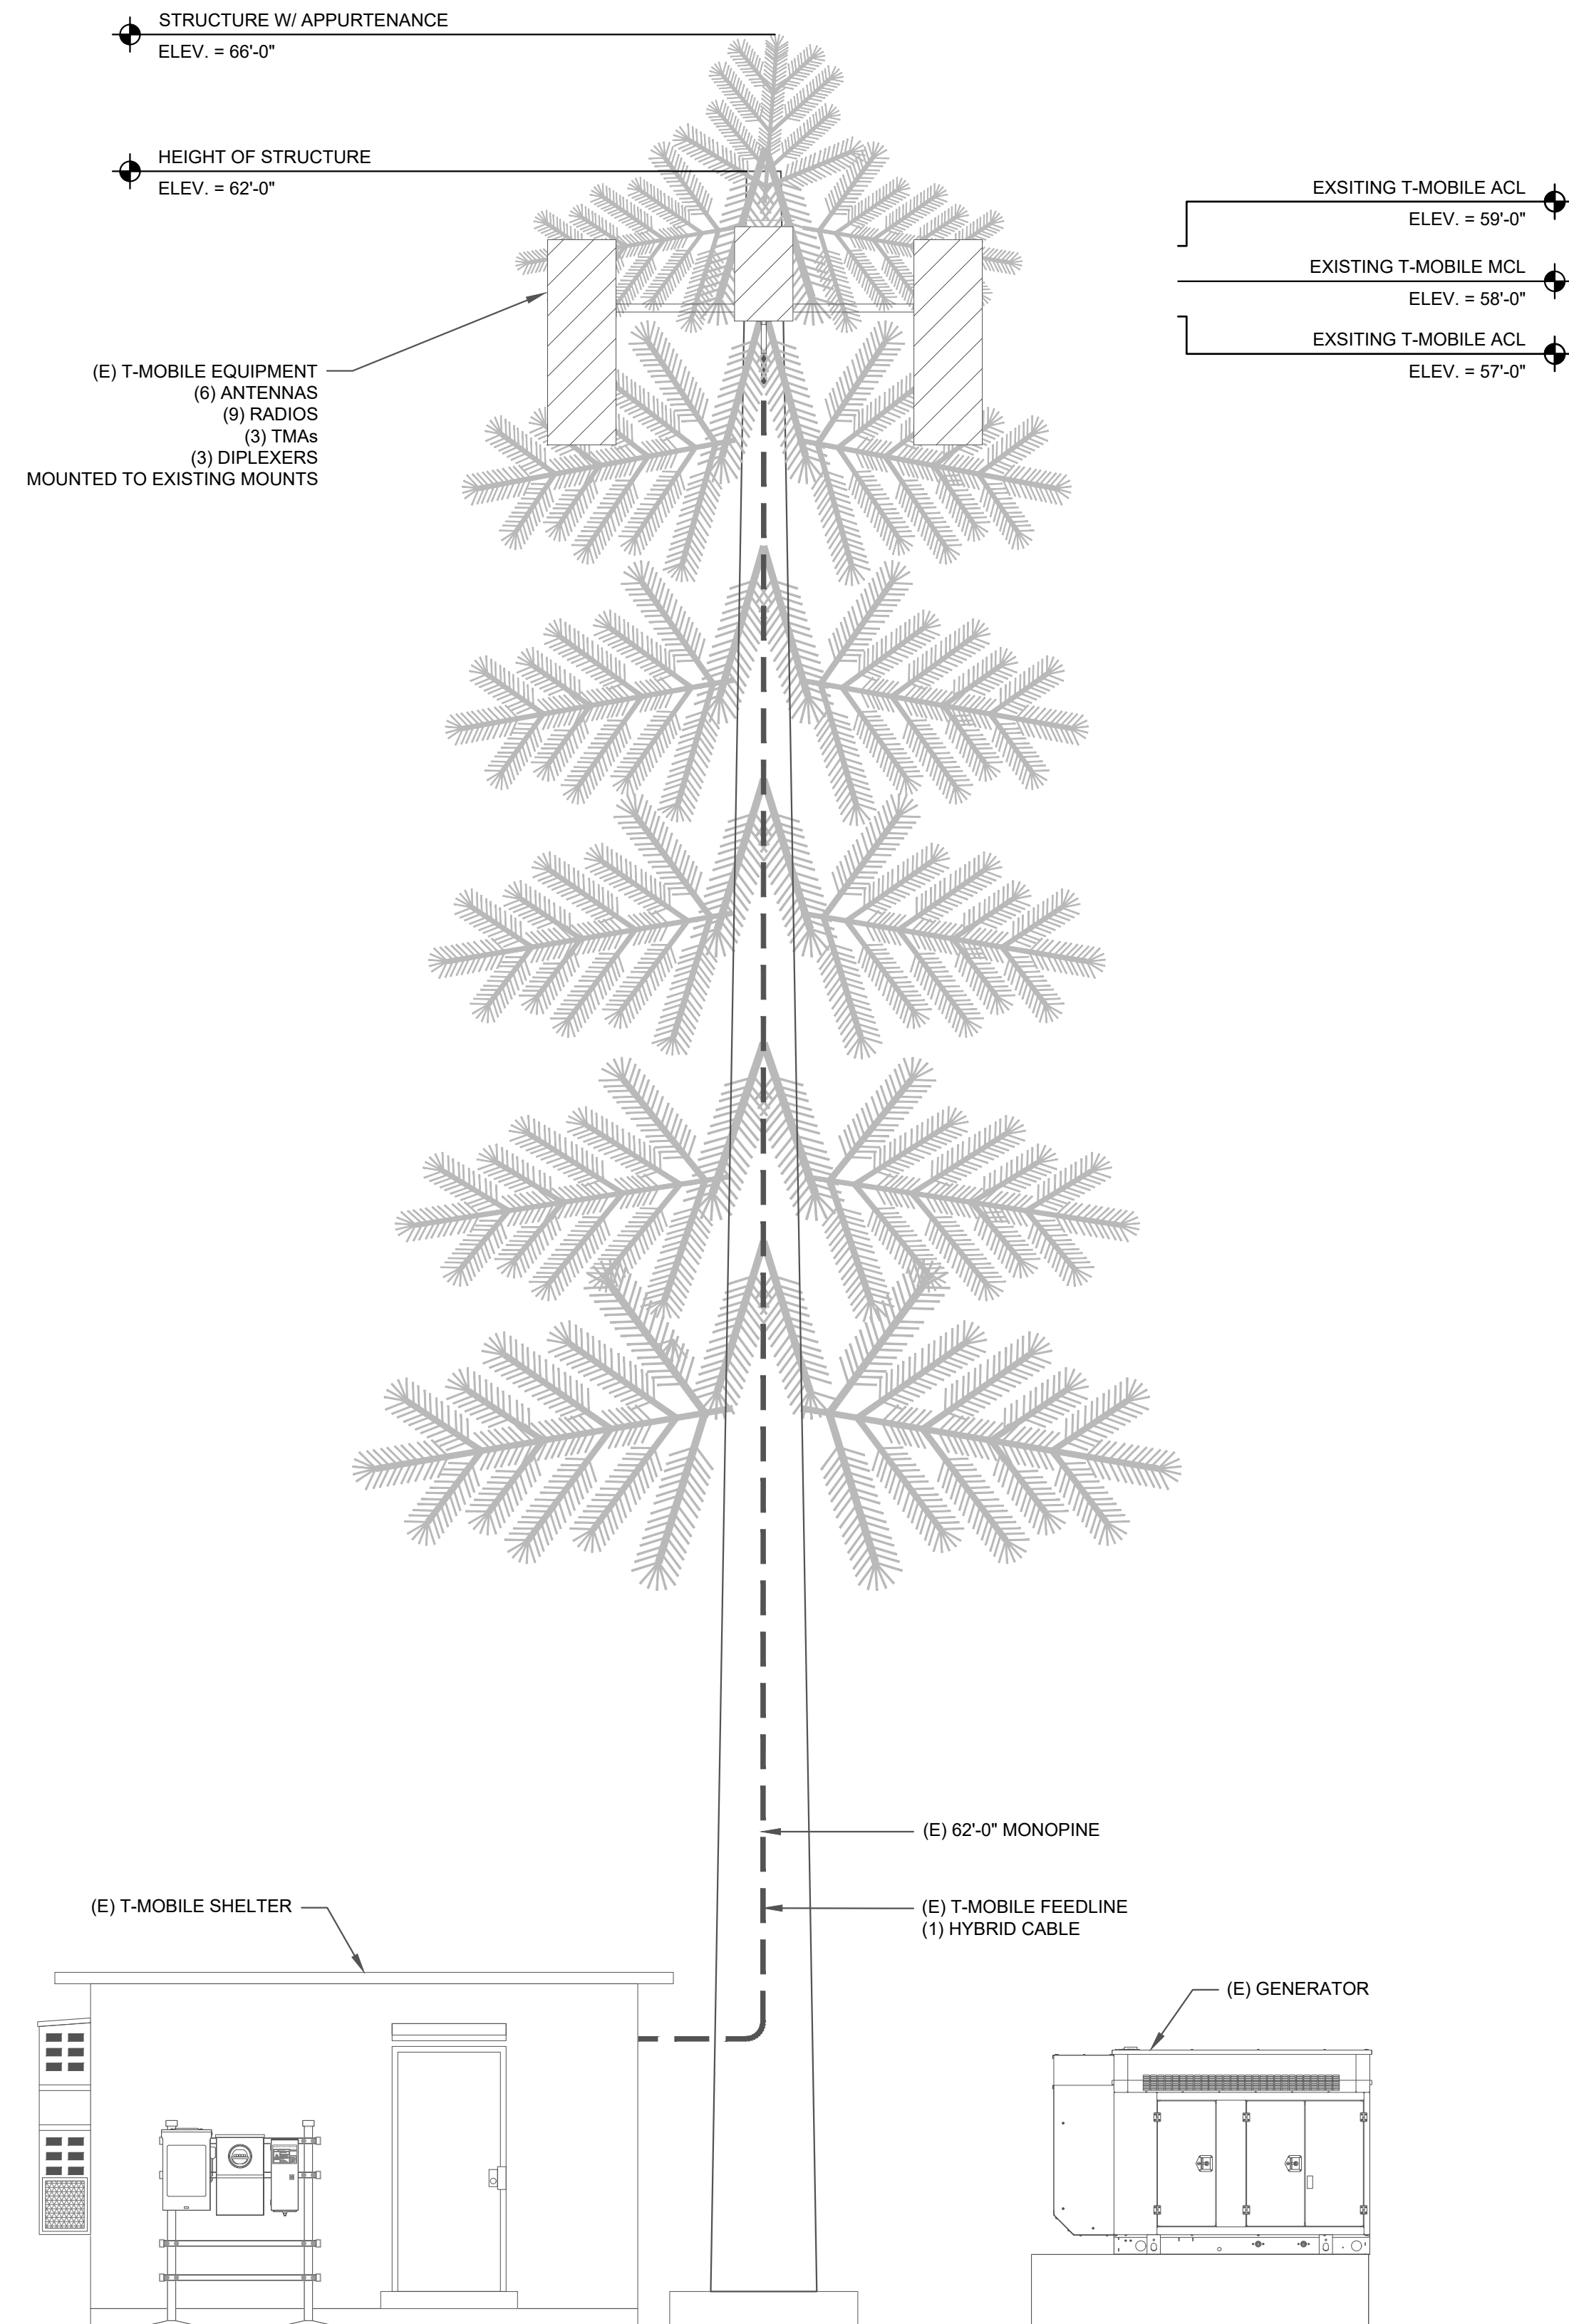 STRUCTURE W/ APPURTENANCE
ELEV. = 66'-0"
HEIGHT OF STRUCTURE
ELEV. = 62'-0"
EXSITING T-MOBILE ACL
ELEV. = 59'-0"
EXISTING T-MOBILE MCL
ELEV. = 58'-0"
EXSITING T-MOBILE ACL
ELEV. = 57'-0"
(E) T-MOBILE EQUIPMENT
(6) ANTENNAS
(9) RADIOS
(3) TMAs
(3) DIPLEXERS
MOUNTED TO EXISTING MOUNTS
(E) 62'-0" MONOPINE
(E) T-MOBILE SHELTER
(E) T-MOBILE FEEDLINE
(1) HYBRID CABLE
(E) GENERATOR